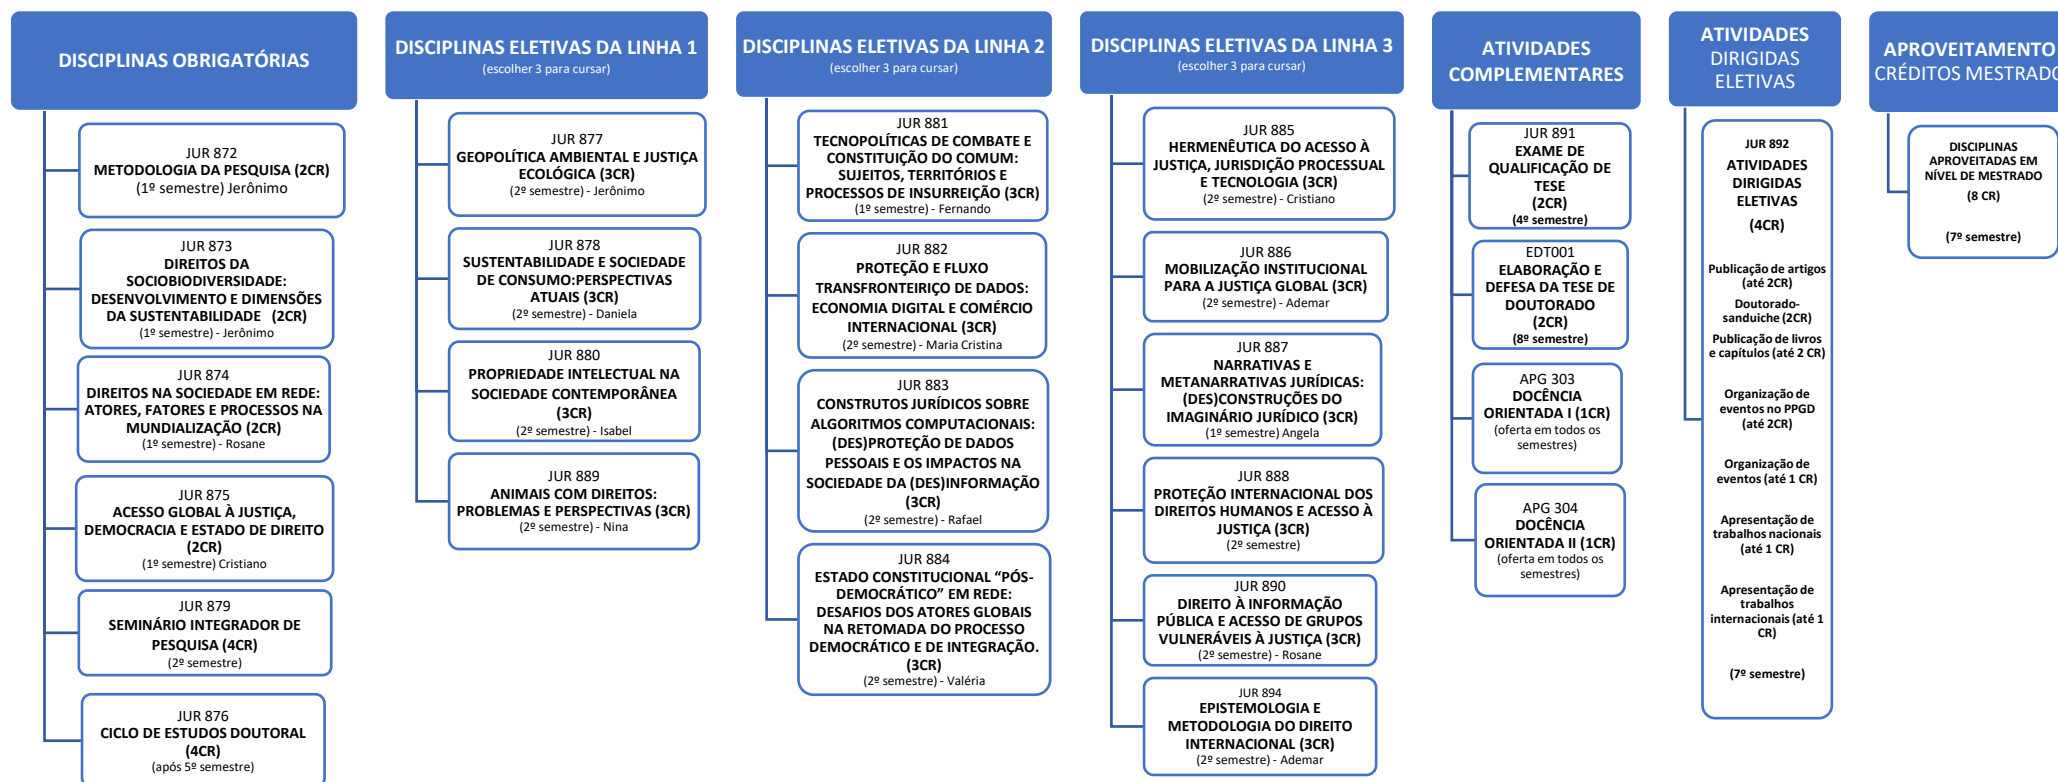 DISCIPLINAS OBRIGATÓRIAS
JUR 872
METODOLOGIA DA PESQUISA (2CR)
(1º semestre) Jerônimo
JUR 873
DIREITOS DA
SOCIOBIODIVERSIDADE:
DESENVOLVIMENTO E DIMENSÕES
DA SUSTENTABILIDADE (2CR)
(1º semestre) - Jerônimo
JUR 874
DIREITOS NA SOCIEDADE EM REDE:
ATORES, FATORES E PROCESSOS NA
MUNDIALIZAÇÃO (2CR)
(1º semestre) - Rosane
JUR 875
ACESSO GLOBAL À JUSTIÇA,
DEMOCRACIA E ESTADO DE DIREITO
(2CR)
(1º semestre) Cristiano
JUR 879
SEMINÁRIO INTEGRADOR DE
PESQUISA (4CR)
(2º semestre)
JUR 876
CICLO DE ESTUDOS DOUTORAL
(4CR)
(após 5º semestre)
DISCIPLINAS ELETIVAS DA LINHA 1
(escolher 3 para cursar)
JUR 877
GEOPOLÍTICA AMBIENTAL E JUSTIÇA
ECOLÓGICA (3CR)
(2º semestre) - Jerônimo
JUR 878
SUSTENTABILIDADE E SOCIEDADE
DE CONSUMO:PERSPECTIVAS
ATUAIS (3CR)
(2º semestre) - Daniela
JUR 880
PROPRIEDADE INTELECTUAL NA
SOCIEDADE CONTEMPORÂNEA
(3CR)
(2º semestre) - Isabel
JUR 889
ANIMAIS COM DIREITOS:
PROBLEMAS E PERSPECTIVAS (3CR)
(2º semestre) - Nina
DISCIPLINAS ELETIVAS DA LINHA 2
(escolher 3 para cursar)
JUR 881
TECNOPOLÍTICAS DE COMBATE E
CONSTITUIÇÃO DO COMUM:
SUJEITOS, TERRITÓRIOS E
PROCESSOS DE INSURREIÇÃO (3CR)
(1º semestre) - Fernando
JUR 882
PROTEÇÃO E FLUXO
TRANSFRONTEIRIÇO DE DADOS:
ECONOMIA DIGITAL E COMÉRCIO
INTERNACIONAL (3CR)
(2º semestre) - Maria Cristina
JUR 883
CONSTRUTOS JURÍDICOS SOBRE
ALGORITMOS COMPUTACIONAIS:
(DES)PROTEÇÃO DE DADOS
PESSOAIS E OS IMPACTOS NA
SOCIEDADE DA (DES)INFORMAÇÃO
(3CR)
(2º semestre) - Rafael
JUR 884
ESTADO CONSTITUCIONAL “PÓS-
DEMOCRÁTICO” EM REDE:
DESAFIOS DOS ATORES GLOBAIS
NA RETOMADA DO PROCESSO
DEMOCRÁTICO E DE INTEGRAÇÃO.
(3CR)
(2º semestre) - Valéria
DISCIPLINAS ELETIVAS DA LINHA 3
(escolher 3 para cursar)
JUR 885
HERMENÊUTICA DO ACESSO À
JUSTIÇA, JURISDIÇÃO PROCESSUAL
E TECNOLOGIA (3CR)
(2º semestre) - Cristiano
JUR 886
MOBILIZAÇÃO INSTITUCIONAL
PARA A JUSTIÇA GLOBAL (3CR)
(2º semestre) - Ademar
JUR 887
NARRATIVAS E
METANARRATIVAS JURÍDICAS:
(DES)CONSTRUÇÕES DO
IMAGINÁRIO JURÍDICO (3CR)
(1º semestre) Angela
JUR 888
PROTEÇÃO INTERNACIONAL DOS
DIREITOS HUMANOS E ACESSO À
JUSTIÇA (3CR)
(2º semestre)
JUR 890
DIREITO À INFORMAÇÃO
PÚBLICA E ACESSO DE GRUPOS
VULNERÁVEIS À JUSTIÇA (3CR)
(2º semestre) - Rosane
JUR 894
EPISTEMOLOGIA E
METODOLOGIA DO DIREITO
INTERNACIONAL (3CR)
(2º semestre) - Ademar
ATIVIDADES
COMPLEMENTARES
JUR 891
EXAME DE
QUALIFICAÇÃO DE
TESE
(2CR)
(4º semestre)
EDT001
ELABORAÇÃO E
DEFESA DA TESE DE
DOUTORADO
(2CR)
(8º semestre)
APG 303
DOCÊNCIA
ORIENTADA I (1CR)
(oferta em todos os
semestres)
APG 304
DOCÊNCIA
ORIENTADA II (1CR)
(oferta em todos os
semestres)
ATIVIDADES
DIRIGIDAS
ELETIVAS
JUR 892
ATIVIDADES
DIRIGIDAS
ELETIVAS
(4CR)
Publicação de artigos
(até 2CR)
Doutorado-
sanduiche (2CR)
Publicação de livros
e capítulos (até 2 CR)
Organização de
eventos no PPGD
(até 2CR)
Organização de
eventos (até 1 CR)
Apresentação de
trabalhos nacionais
(até 1 CR)
Apresentação de
trabalhos
internacionais (até 1
CR)
(7º semestre)
APROVEITAMENTO
CRÉDITOS MESTRADO
DISCIPLINAS
APROVEITADAS EM
NÍVEL DE MESTRADO
(8 CR)
(7º semestre)